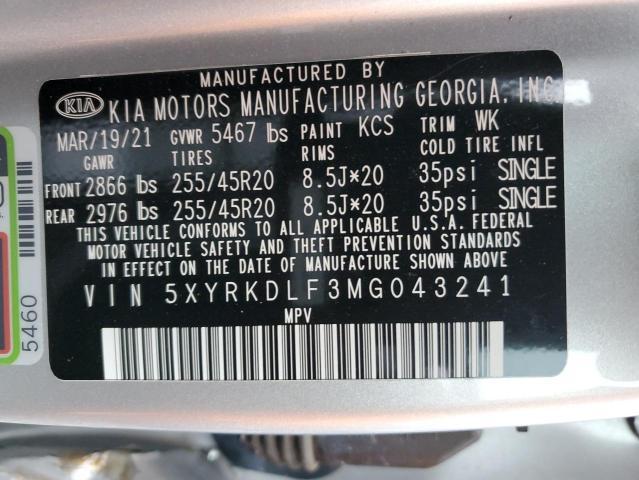 MANUFACTURED BY
KIA KIA MOTORS MANUFACTURING GEORGIA, INC.
MAR/19/21 GVWR 5467 lbs PAINT KCS TRIM WK
GAWR TIRES RIMS COLD TIRE INFL
FRONT 2866 lbs 255/45R20 8.5J*20 35psi SINGLE
REAR 2976 lbs 255/45R20 8.5J*20 35psi SINGLE
THIS VEHICLE CONFORMS TO ALL APPLICABLE U.S.A. FEDERAL
MOTOR VEHICLE SAFETY AND THEFT PREVENTION STANDARDS
IN EFFECT ON THE DATE OF MANUFACTURE SHOWN ABOVE
VIN 5XYRKDLF3MG043241
MPV
5460